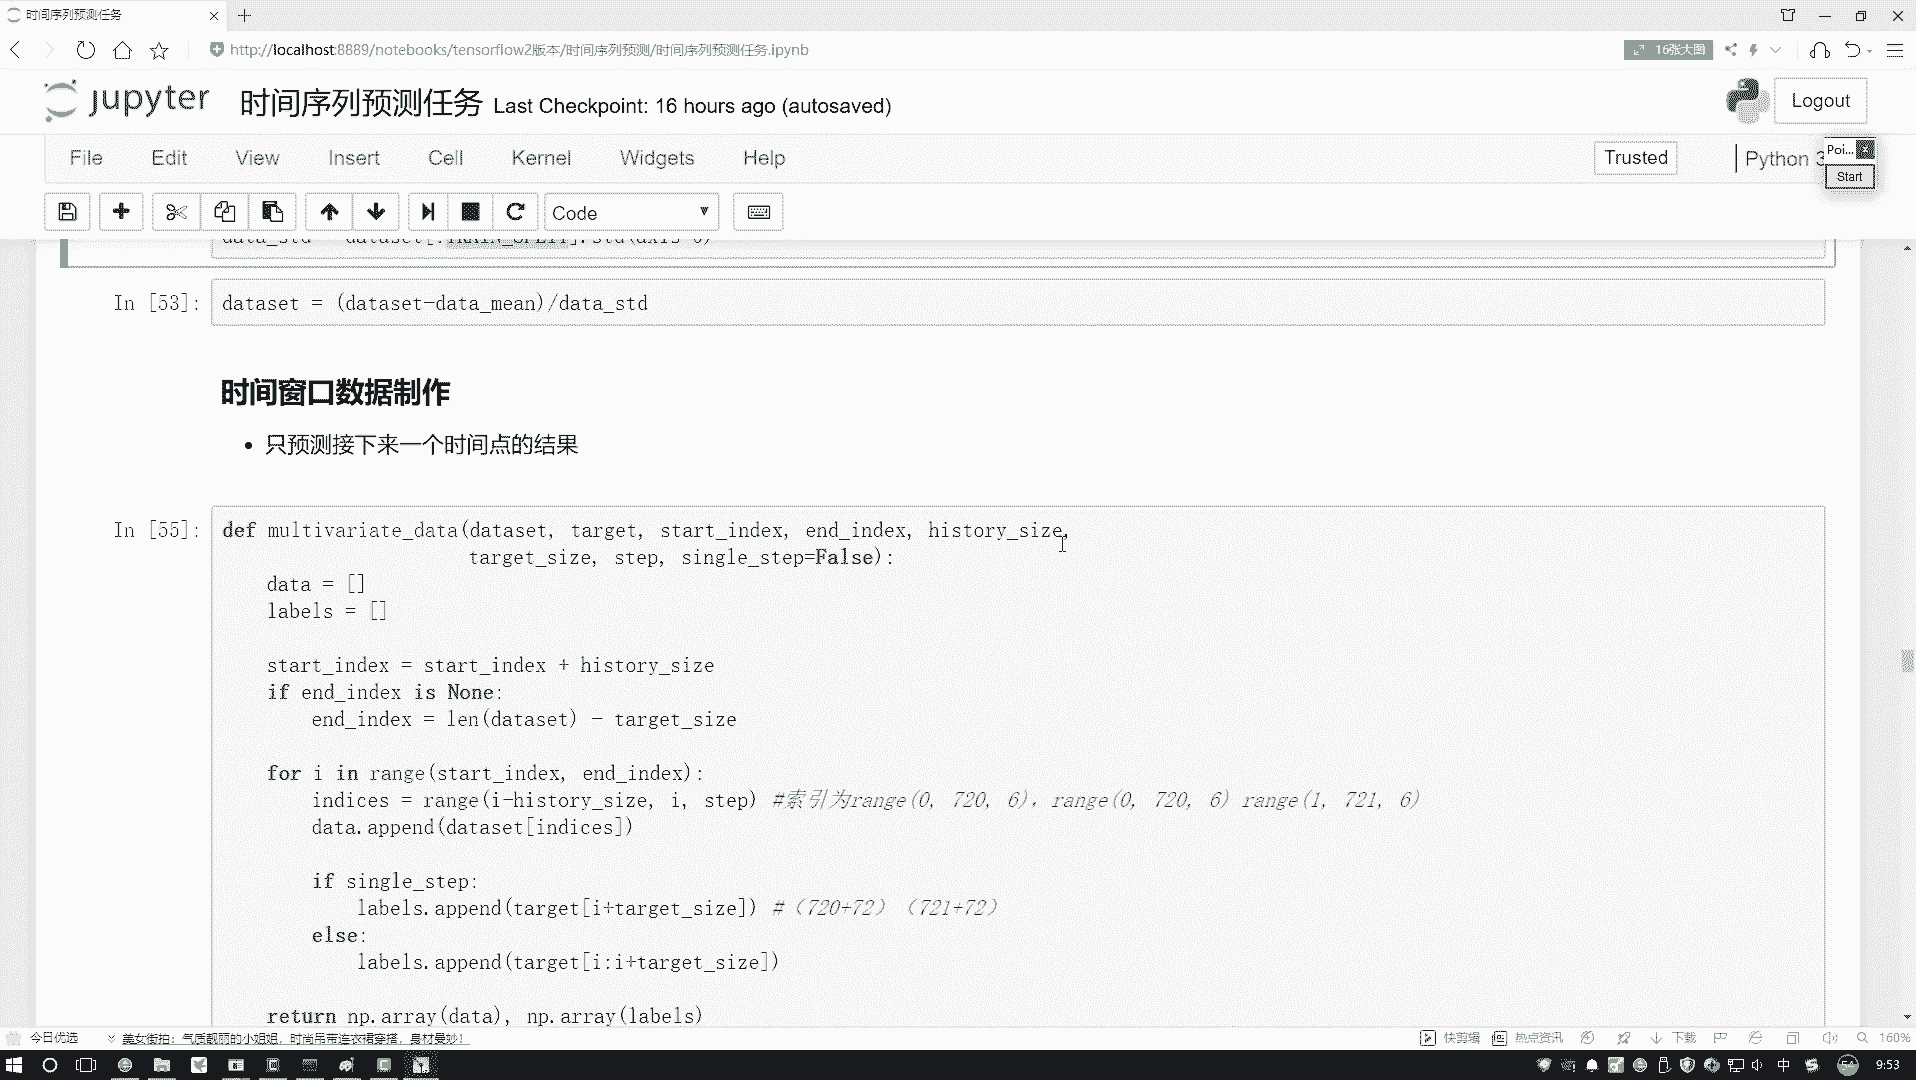 时间序列预测任务
http://localhost:8889/notebooks/tensorflow2版本/时间序列预测/时间序列预测任务.ipynb
16张大图
jupyter 时间序列预测任务 Last Checkpoint: 16 hours ago (autosaved)
Logout
File Edit View Insert Cell Kernel Widgets Help
Trusted
Python 3
Poi...
Start
Code
In [53]: dataset = (dataset-data_mean)/data_std
时间窗口数据制作
只预测接下来一个时间点的结果
In [55]: def multivariate_data(dataset, target, start_index, end_index, history_size,
target_size, step, single_step=False):
data = []
labels = []
start_index = start_index + history_size
if end_index is None:
end_index = len(dataset) - target_size
for i in range(start_index, end_index):
indices = range(i-history_size, i, step) #索引为range(0, 720, 6)，range(0, 720, 6) range(1, 721, 6)
data.append(dataset[indices])
if single_step:
labels.append(target[i+target_size]) #（720+72）（721+72）
else:
labels.append(target[i:i+target_size])
return np.array(data), np.array(labels)
今日优选
美女街拍：气质靓丽的小姐姐，时尚吊带连衣裙穿搭，身材曼妙！
快剪辑 热点资讯 下载 160%
中 54 9:53